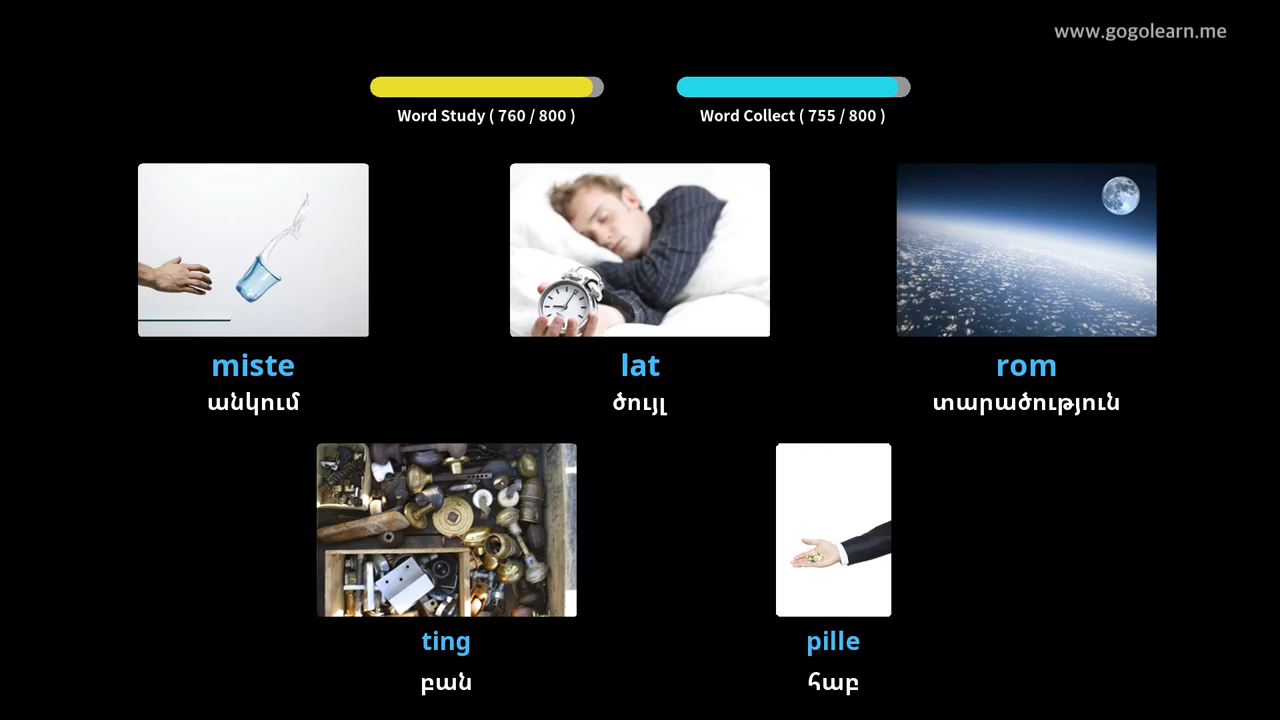 www.gogolearn.me
Word Study ( 760 / 800 )
Word Collect ( 755 / 800 )
miste
lat
rom
անկում
ծույլ
տարածություն
ting
pille
բան
հաբ